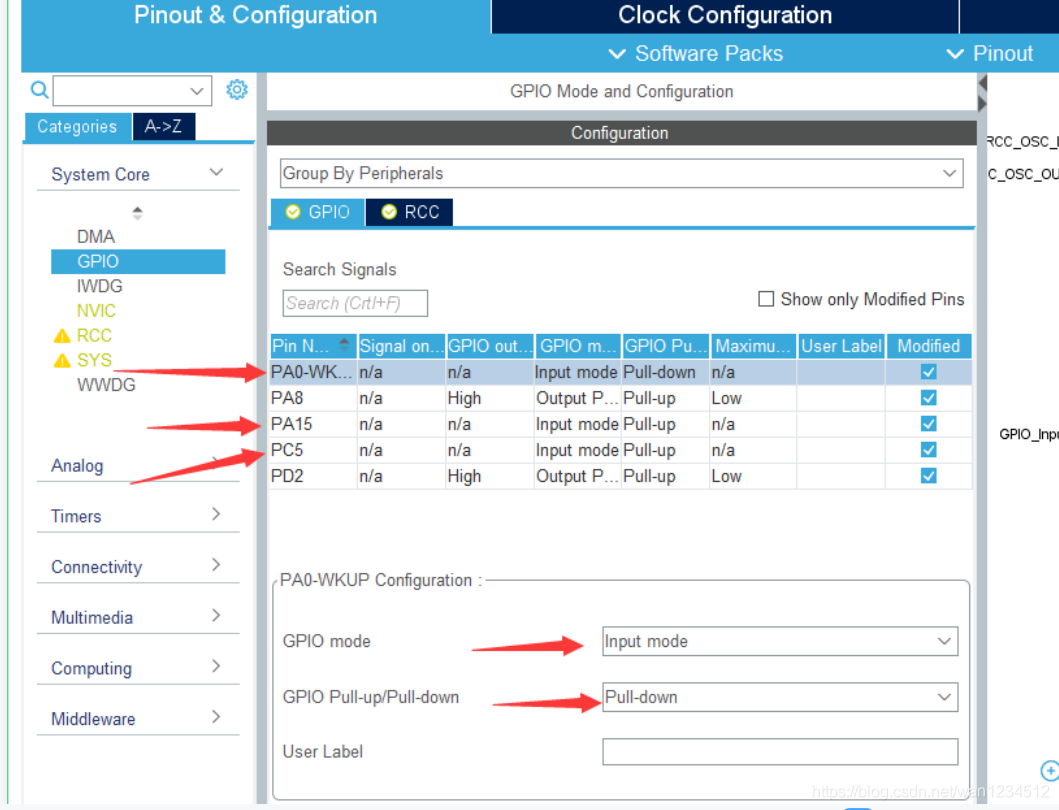 Pinout & Configuration
Clock Configuration
Software Packs
Pinout
GPIO Mode and Configuration
Categories
A->Z
Configuration
RCC_OSC_I
System Core
Group By Peripherals
C_OSC_OU
GPIO
RCC
DMA
GPIO
Search Signals
IWDG
Search (Crtl+F)
Show only Modified Pins
NVIC
RCC
Pin N... Signal on... GPIO out... GPIO m... GPIO Pu... Maximu... User Label Modified
SYS
PA0-WK... n/a n/a Input mode Pull-down n/a
WWDG
PA8 n/a High Output P... Pull-up Low
PA15 n/a n/a Input mode Pull-up n/a
GPIO_Inpu
PC5 n/a n/a Input mode Pull-up n/a
Analog
PD2 n/a High Output P... Pull-up Low
Timers
Connectivity
PA0-WKUP Configuration :
Multimedia
GPIO mode
Input mode
Computing
GPIO Pull-up/Pull-down
Pull-down
Middleware
User Label
https://blog.csdn.net/wan1234512